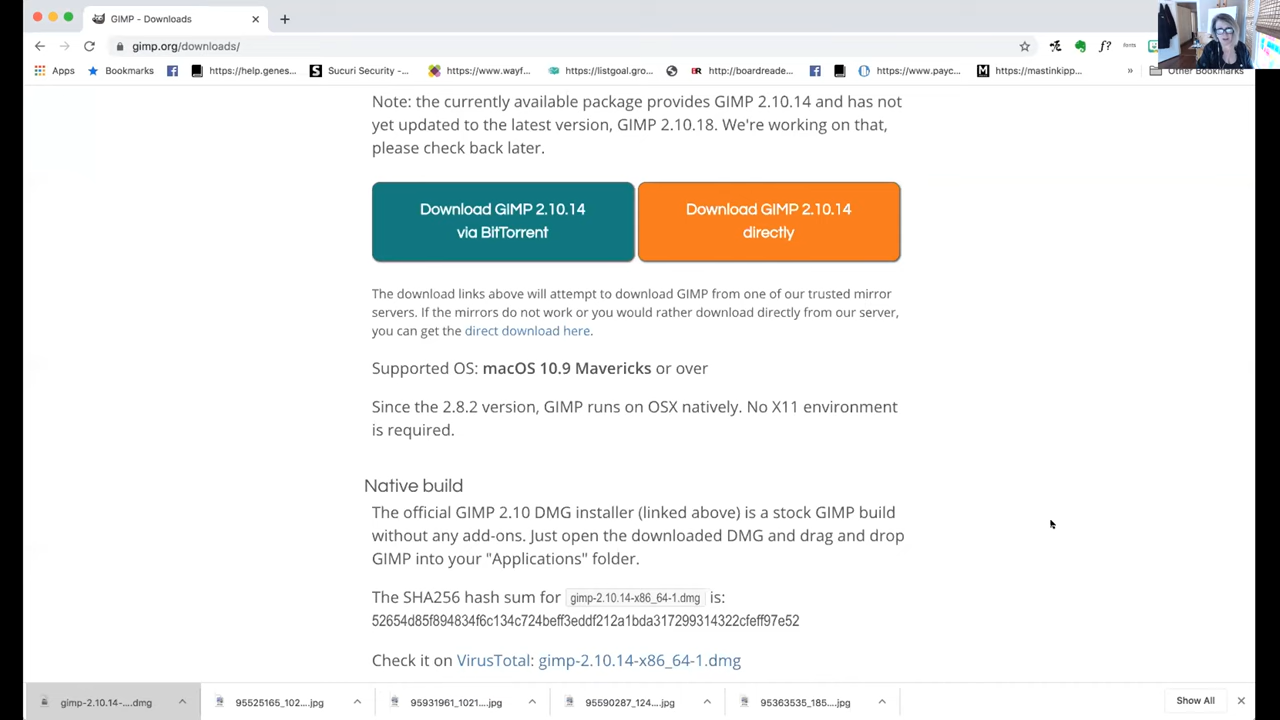 GIMP - Downloads
gimp.org/downloads/
f?
fonts
Apps
Bookmarks
https://help.genes...
Sucuri Security -...
https://www.wayf...
https://listgoal.gro...
http://boardreade...
https://www.payc...
https://mastinkipp...
»
Other Bookmarks
Note: the currently available package provides GIMP 2.10.14 and has not
yet updated to the latest version, GIMP 2.10.18. We're working on that,
please check back later.
Download GIMP 2.10.14
via BitTorrent
Download GIMP 2.10.14
directly
The download links above will attempt to download GIMP from one of our trusted mirror
servers. If the mirrors do not work or you would rather download directly from our server,
you can get the direct download here.
Supported OS: macOS 10.9 Mavericks or over
Since the 2.8.2 version, GIMP runs on OSX natively. No X11 environment
is required.
Native build
The official GIMP 2.10 DMG installer (linked above) is a stock GIMP build
without any add-ons. Just open the downloaded DMG and drag and drop
GIMP into your "Applications" folder.
The SHA256 hash sum for gimp-2.10.14-x86_64-1.dmg is:
52654d85f894834f6c134c724beff3eddf212a1bda317299314322cfeff97e52
Check it on VirusTotal: gimp-2.10.14-x86_64-1.dmg
gimp-2.10.14-....dmg
95525165_102....jpg
95931961_1021....jpg
95590287_124....jpg
95363535_185....jpg
Show All